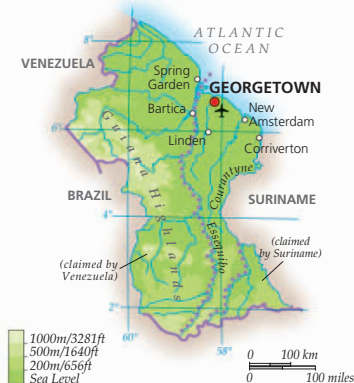 ATLANTIC
OCEAN
8°
VENEZUELA
Spring
Garden
GEORGETOWN
Bartica
New
Amsterdam
6°
Linden
Corriverton
Guiana Highlands
Courantyne
BRAZIL
SURINAME
4°
Essequibo
(claimed
by Suriname)
(claimed by
Venezuela)
2°
60°
58°
1000m/3281ft
500m/1640ft
200m/656ft
Sea Level
0 100 km
0 100 miles